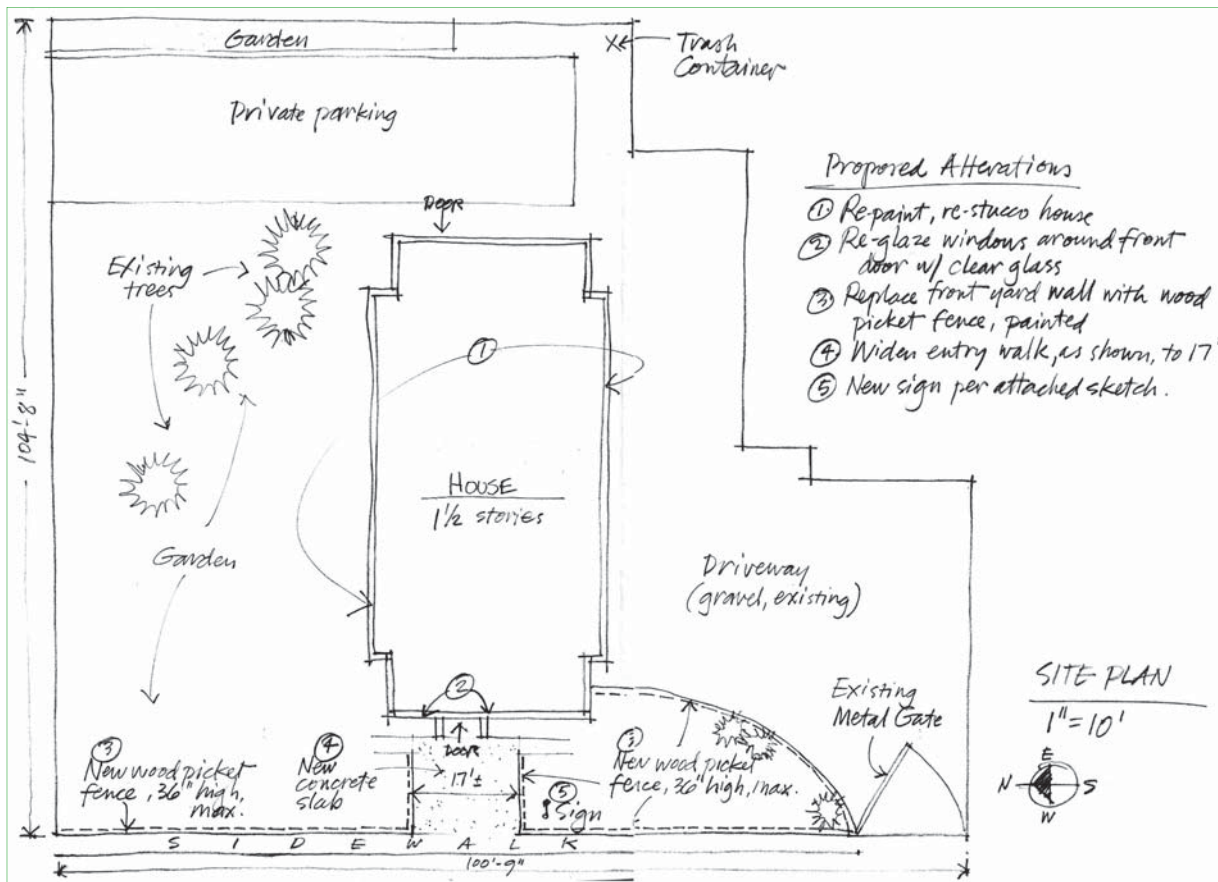 Garden
Trash
Container
Private parking
Proposed Alterations
① Re-paint, re-stucco house
② Re-glaze windows around front
door w/ clear glass
③ Replace front yard wall with wood
picket fence, painted
④ Widen entry walk, as shown, to 17'
⑤ New sign per attached sketch.
DOOR
Existing
trees
①
104'-8"
HOUSE
1 1/2 stories
Garden
Driveway
(gravel, existing)
②
Existing
Metal Gate
SITE PLAN
1"=10'
E
N S
W
③
New wood picket
fence, 36" high,
max.
④
New
concrete
slab
DOOR
17'±
③
New wood picket
fence, 36" high, max.
⑤
Sign
S I D E W A L K
100'-9"